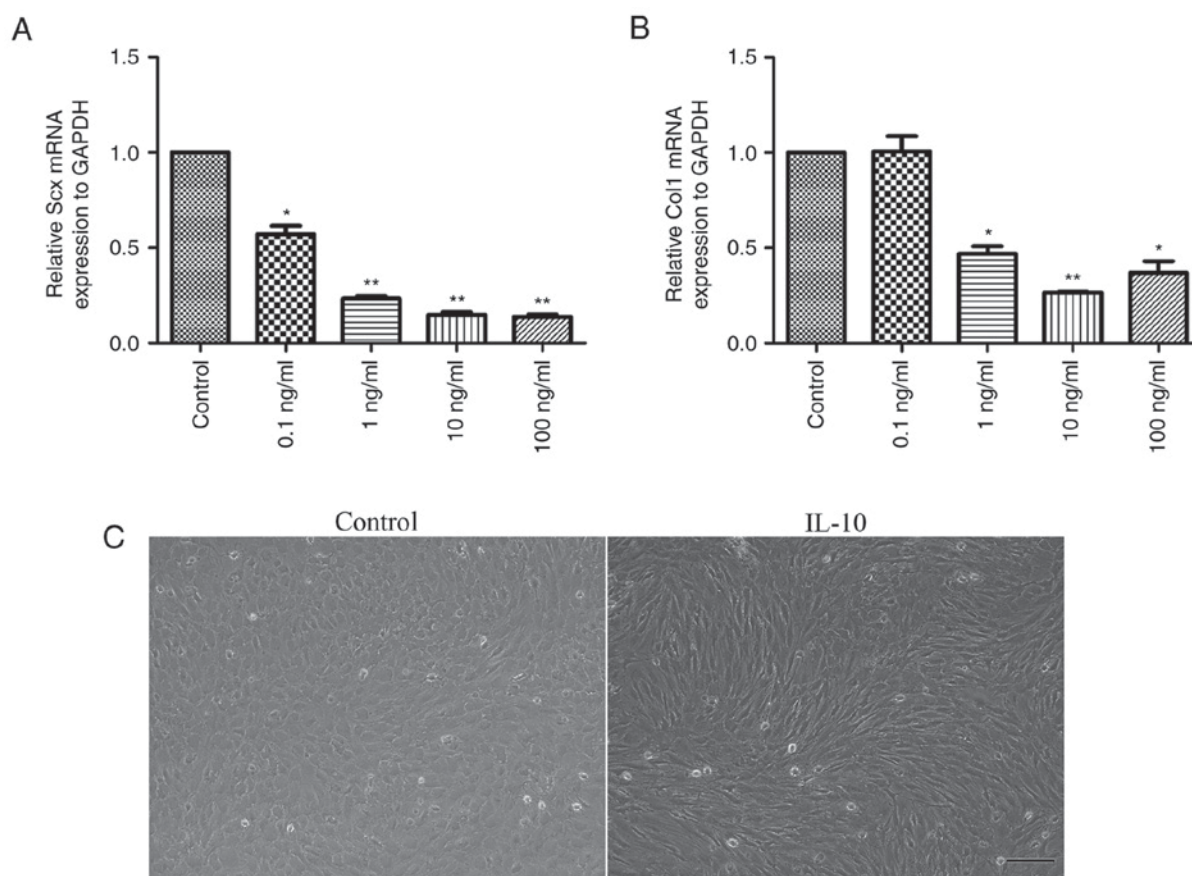 A
Relative Scx mRNA
expression to GAPDH
1.5
1.0
0.5
0.0
*
**
**
**
Control
0.1 ng/ml
1 ng/ml
10 ng/ml
100 ng/ml
B
Relative Col1 mRNA
expression to GAPDH
1.5
1.0
0.5
0.0
*
**
*
Control
0.1 ng/ml
1 ng/ml
10 ng/ml
100 ng/ml
C
Control
IL-10